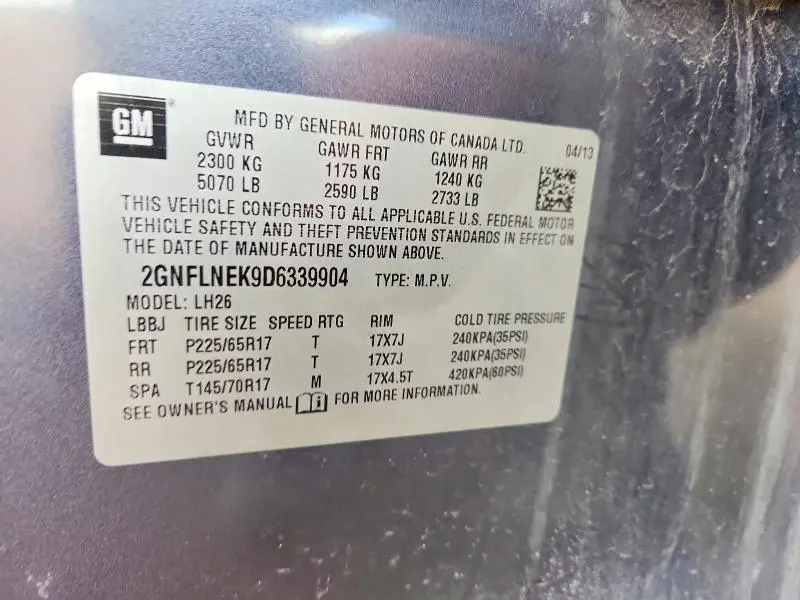 GM
MFD BY GENERAL MOTORS OF CANADA LTD. 04/13
GVWR GAWR FRT GAWR RR
2300 KG 1175 KG 1240 KG
5070 LB 2590 LB 2733 LB
THIS VEHICLE CONFORMS TO ALL APPLICABLE U.S. FEDERAL MOTOR
VEHICLE SAFETY AND THEFT PREVENTION STANDARDS IN EFFECT ON
THE DATE OF MANUFACTURE SHOWN ABOVE.
2GNFLNEK9D6339904 TYPE: M.P.V.
MODEL: LH26
LBBJ TIRE SIZE SPEED RTG RIM COLD TIRE PRESSURE
FRT P225/65R17 T 17X7J 240KPA(35PSI)
RR P225/65R17 T 17X7J 240KPA(35PSI)
SPA T145/70R17 M 17X4.5T 420KPA(60PSI)
SEE OWNER'S MANUAL FOR MORE INFORMATION.